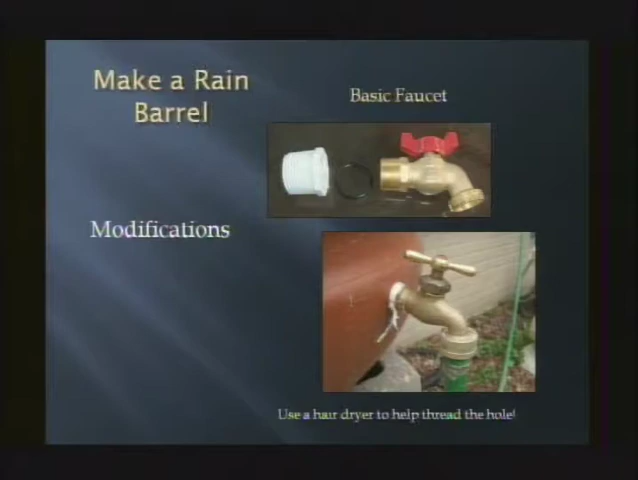 Make a Rain
Barrel
Basic Faucet
Modifications
Use a hair dryer to help thread the hole!